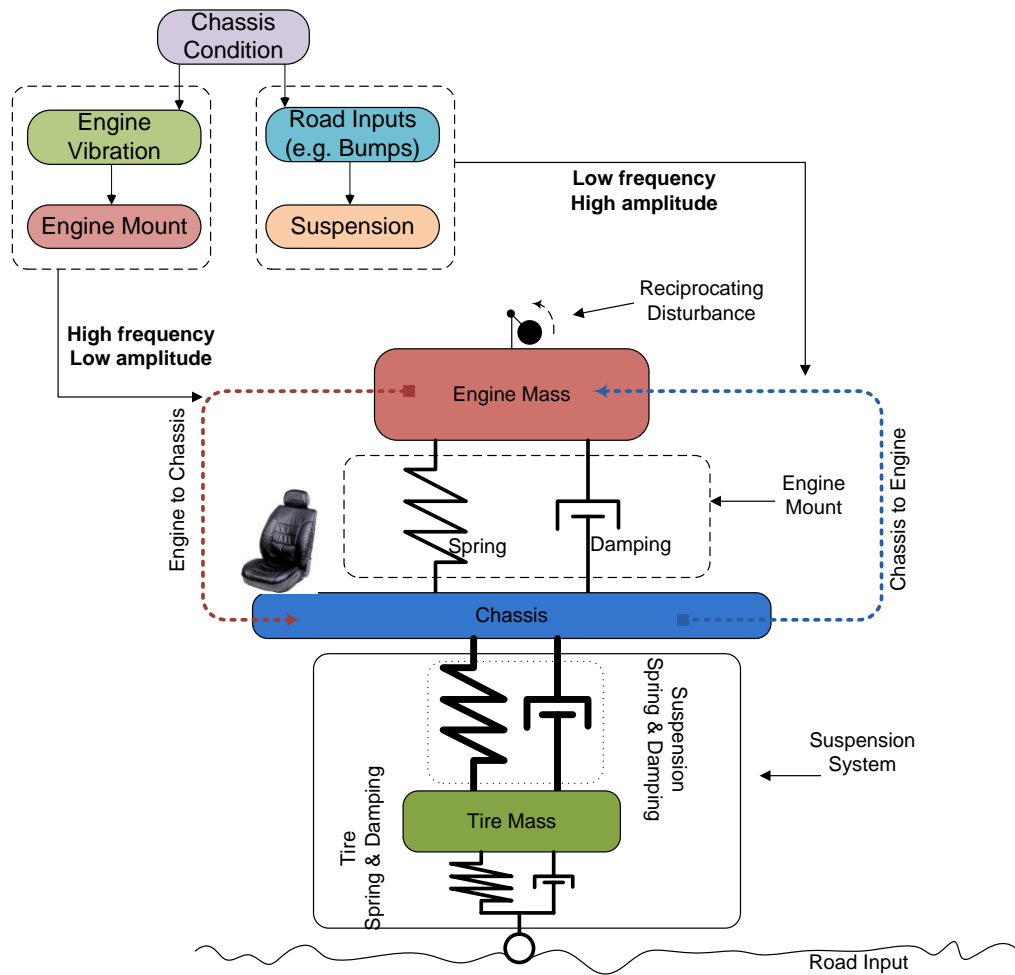 Chassis
Condition
Engine
Vibration
Road Inputs
(e.g. Bumps)
Engine Mount
Suspension
Low frequency
High amplitude
High frequency
Low amplitude
Reciprocating
Disturbance
Engine Mass
Engine to Chassis
Chassis to Engine
Engine
Mount
Spring
Damping
Chassis
Suspension
Spring & Damping
Suspension
System
Tire Mass
Tire
Spring & Damping
Road Input